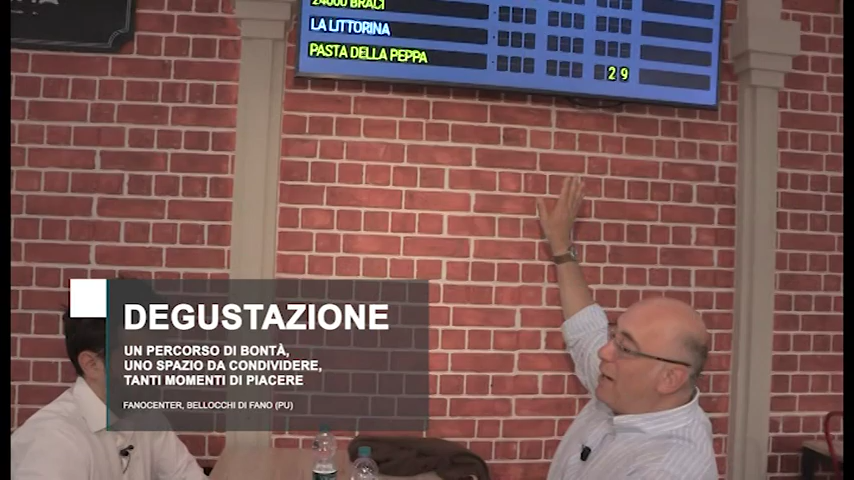 24000 BRACI
LA LITTORINA
PASTA DELLA PEPPA
29
DEGUSTAZIONE
UN PERCORSO DI BONTÀ,
UNO SPAZIO DA CONDIVIDERE,
TANTI MOMENTI DI PIACERE
FANOCENTER, BELLOCCHI DI FANO (PU)